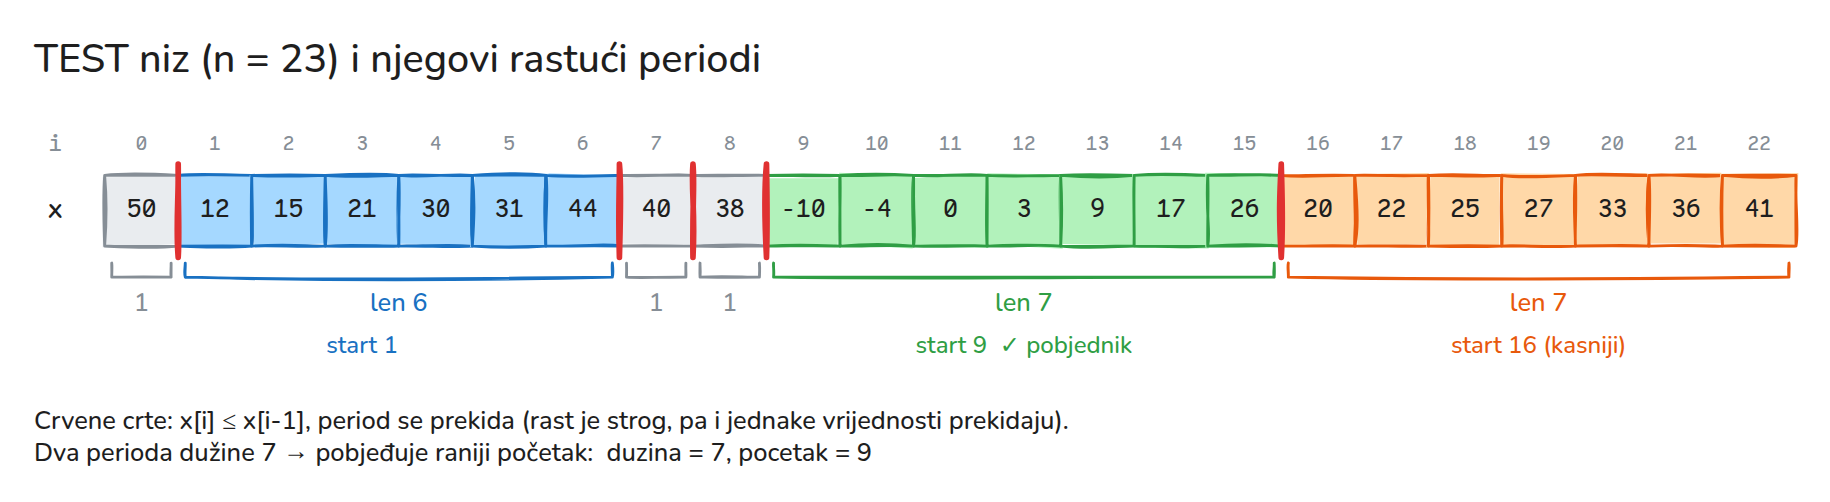 TEST niz (n = 23) i njegovi rastući periodi
i 0 1 2 3 4 5 6 7 8 9 10 11 12 13 14 15 16 17 18 19 20 21 22
x 50 12 15 21 30 31 44 40 38 -10 -4 0 3 9 17 26 20 22 25 27 33 36 41
1 len 6 1 1 len 7 len 7
start 1 start 9 ✓ pobjednik start 16 (kasniji)
Crvene crte: x[i] ≤ x[i-1], period se prekida (rast je strog, pa i jednake vrijednosti prekidaju).
Dva perioda dužine 7 → pobjeđuje raniji početak: duzina = 7, pocetak = 9